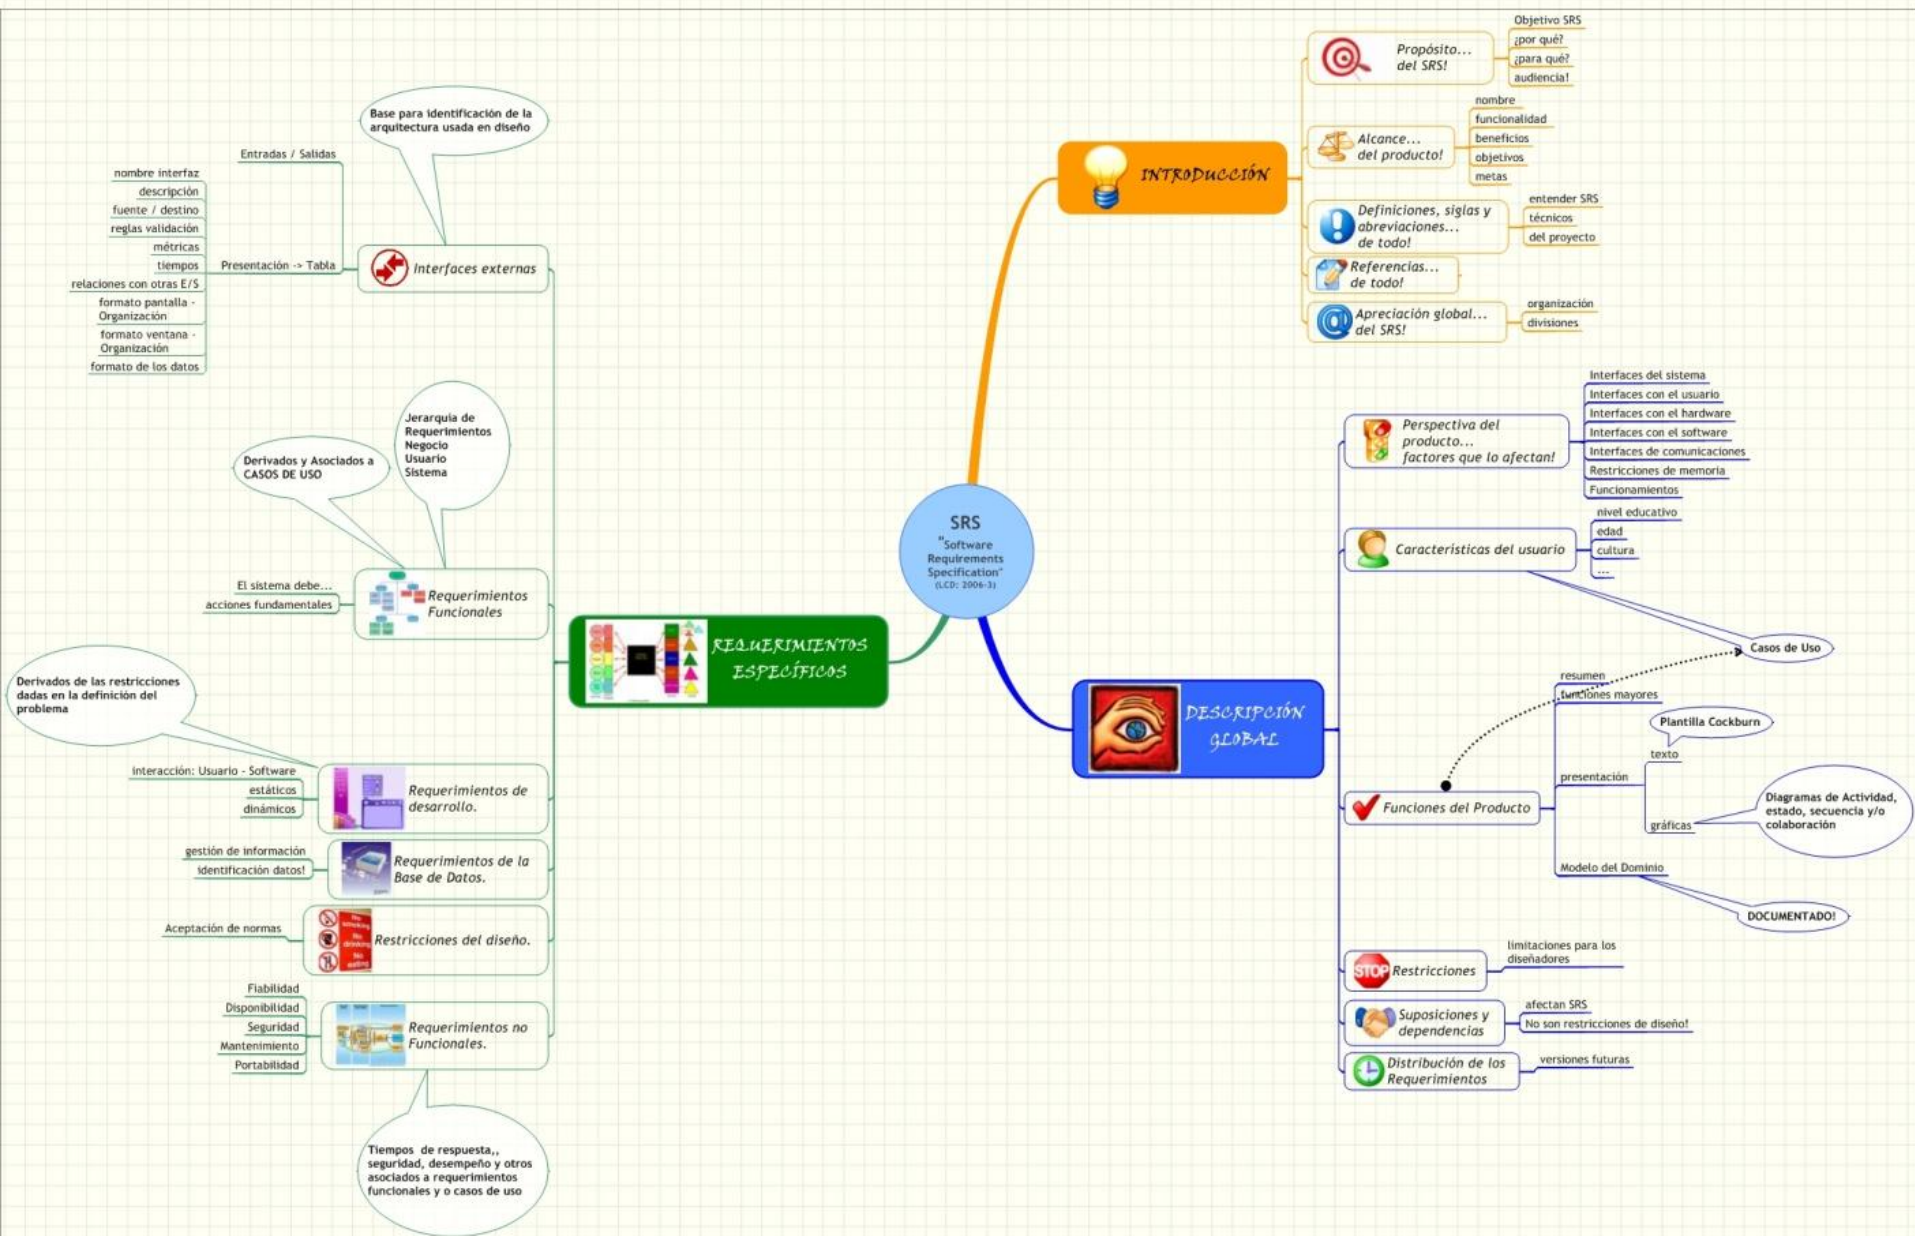 SRS
"Software
Requirements
Specification"
(LCD: 2006-3)
INTRODUCCIÓN
Propósito...
del SRS!
Objetivo SRS
¿por qué?
¿para qué?
audiencia!
Alcance...
del producto!
nombre
funcionalidad
beneficios
objetivos
metas
Definiciones, siglas y
abreviaciones...
de todo!
entender SRS
técnicos
del proyecto
Referencias...
de todo!
Apreciación global...
del SRS!
organización
divisiones
DESCRIPCIÓN
GLOBAL
Perspectiva del
producto...
factores que lo afectan!
Interfaces del sistema
Interfaces con el usuario
Interfaces con el hardware
Interfaces con el software
Interfaces de comunicaciones
Restricciones de memoria
Funcionamientos
Características del usuario
nivel educativo
edad
cultura
...
Casos de Uso
Funciones del Producto
resumen
funciones mayores
presentación
Plantilla Cockburn
texto
gráficas
Diagramas de Actividad,
estado, secuencia y/o
colaboración
Modelo del Dominio
DOCUMENTADO!
STOP
Restricciones
limitaciones para los
diseñadores
Suposiciones y
dependencias
afectan SRS
No son restricciones de diseño!
Distribución de los
Requerimientos
versiones futuras
REQUERIMIENTOS
ESPECÍFICOS
Base para identificación de la
arquitectura usada en diseño
Interfaces externas
Entradas / Salidas
Presentación -> Tabla
nombre interfaz
descripción
fuente / destino
reglas validación
métricas
tiempos
relaciones con otras E/S
formato pantalla -
Organización
formato ventana -
Organización
formato de los datos
Jerarquia de
Requerimientos
Negocio
Usuario
Sistema
Derivados y Asociados a
CASOS DE USO
Requerimientos
Funcionales
El sistema debe...
acciones fundamentales
Derivados de las restricciones
dadas en la definición del
problema
Requerimientos de
desarrollo.
interacción: Usuario - Software
estáticos
dinámicos
Requerimientos de la
Base de Datos.
gestión de información
identificación datos!
No
smoking
No
drinking
No
eating
Restricciones del diseño.
Aceptación de normas
Requerimientos no
Funcionales.
Fiabilidad
Disponibilidad
Seguridad
Mantenimiento
Portabilidad
Tiempos de respuesta,,
seguridad, desempeño y otros
asociados a requerimientos
funcionales y o casos de uso